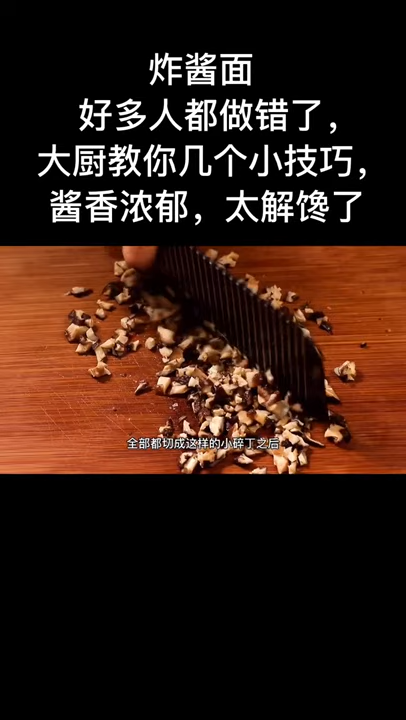 炸酱面
好多人都做错了，
大厨教你几个小技巧，
酱香浓郁，太解馋了
全部都切成这样的小碎丁之后